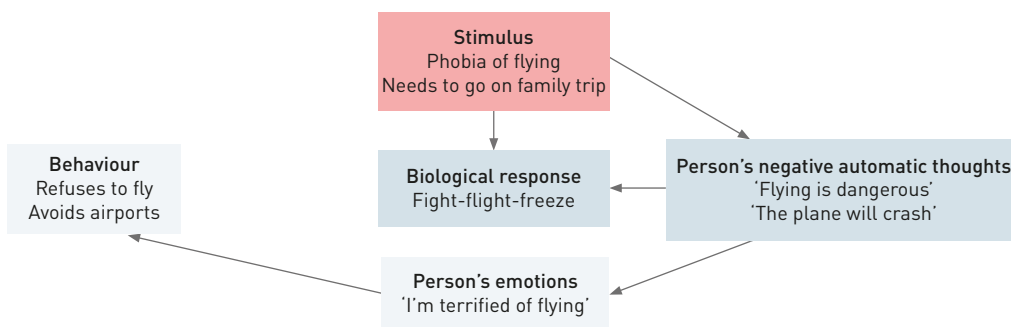 Stimulus
Phobia of flying
Needs to go on family trip
Behaviour
Refuses to fly
Avoids airports
Biological response
Fight-flight-freeze
Person's negative automatic thoughts
‘Flying is dangerous’
‘The plane will crash’
Person's emotions
‘I'm terrified of flying’